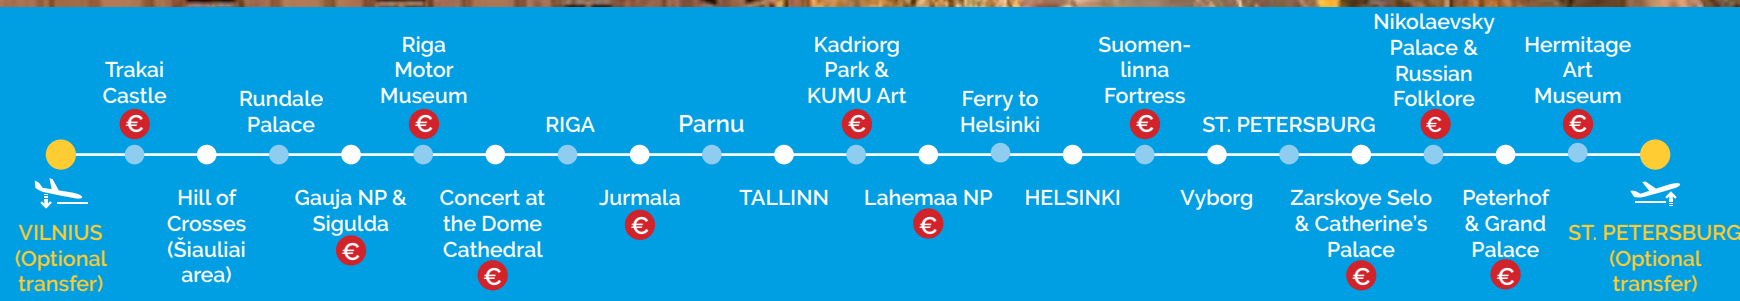 VILNIUS
(Optional
transfer)
Trakai
Castle
€
Hill of
Crosses
(Šiauliai
area)
Rundale
Palace
Gauja NP &
Sigulda
€
Riga
Motor
Museum
€
Concert at
the Dome
Cathedral
€
RIGA
Jurmala
€
Parnu
TALLINN
Kadriorg
Park &
KUMU Art
€
Lahemaa NP
€
Ferry to
Helsinki
HELSINKI
Suomen-
linna
Fortress
€
Vyborg
ST. PETERSBURG
Zarskoye Selo
& Catherine's
Palace
€
Nikolaevsky
Palace &
Russian
Folklore
€
Peterhof
& Grand
Palace
€
Hermitage
Art
Museum
€
ST. PETERSBURG
(Optional
transfer)